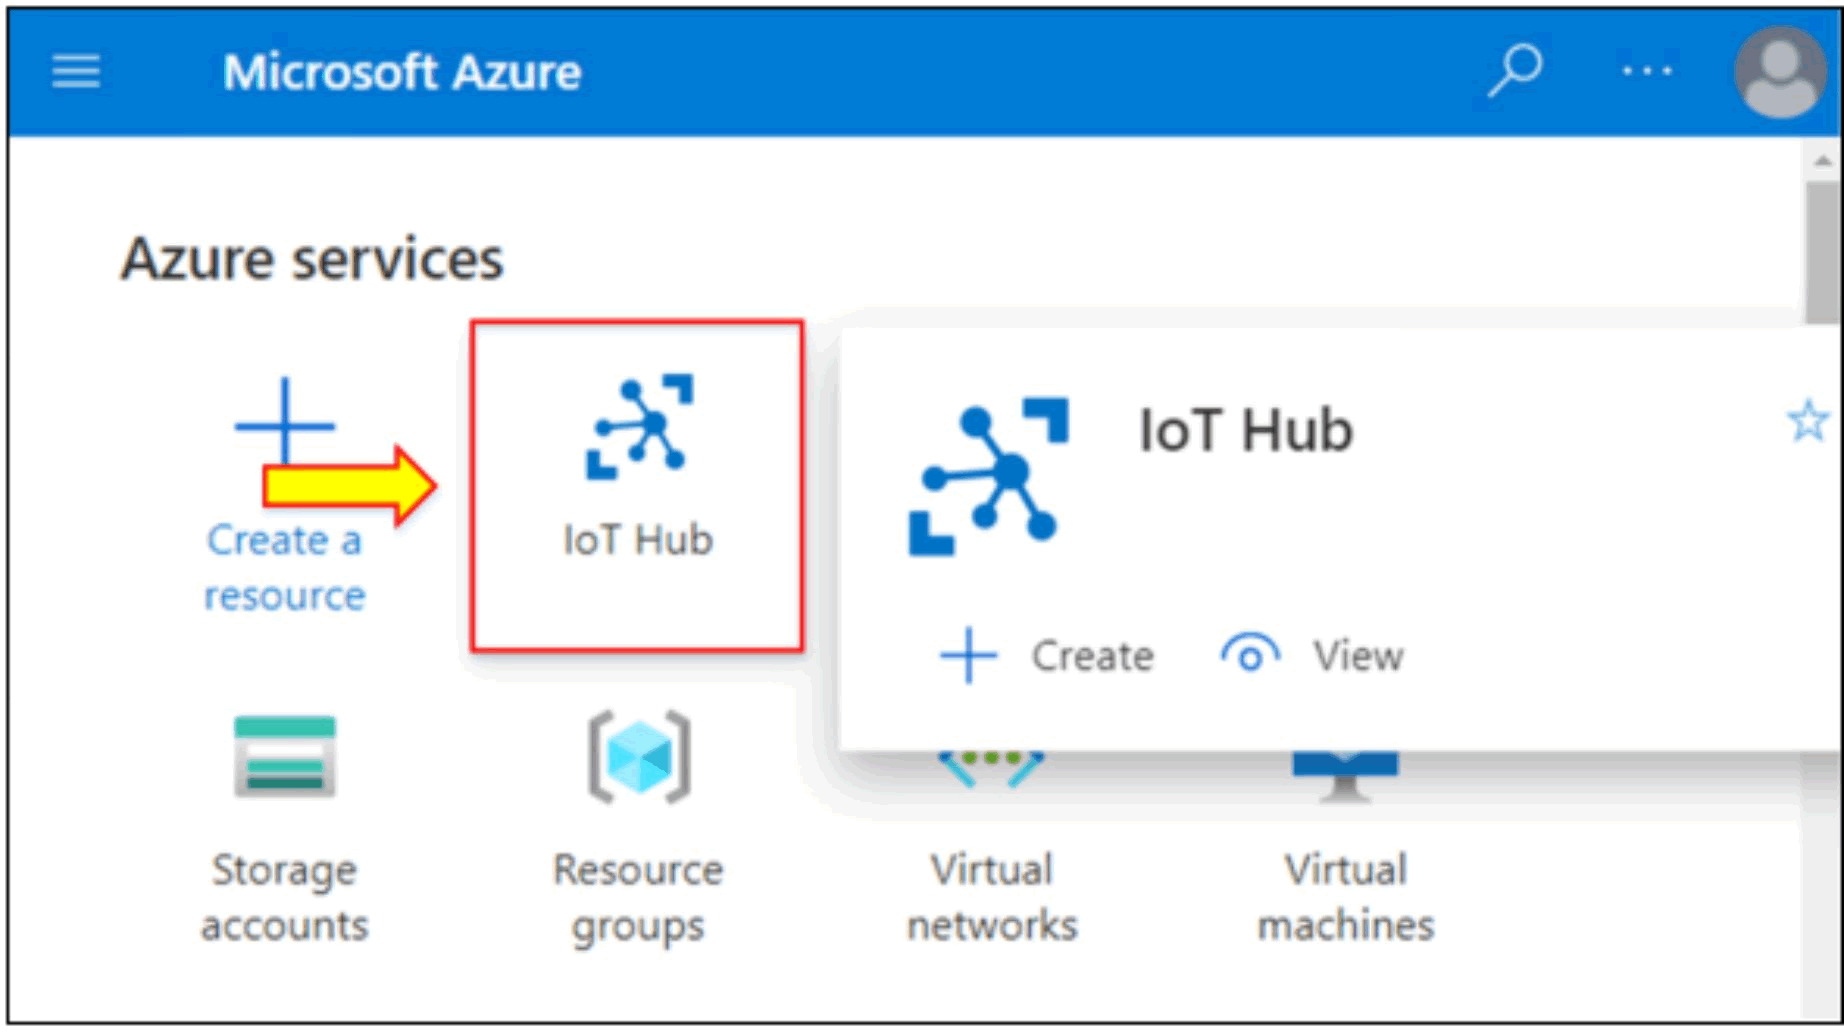 Microsoft Azure
Azure services
Create a
resource
IoT Hub
IoT Hub
Create View
Storage
accounts
Resource
groups
Virtual
networks
Virtual
machines